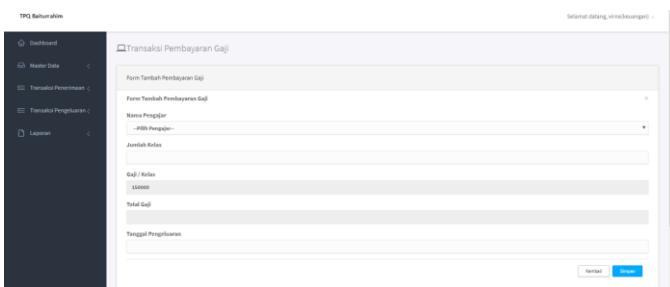 TPQ Baiturrahim
Selamat datang, virna(keuangan)
Dashboard
Master Data
Transaksi Penerimaan
Transaksi Pengeluaran
Laporan
Transaksi Pembayaran Gaji
Form Tambah Pembayaran Gaji
Form Tambah Pembayaran Gaji
Nama Pengajar
--Pilih Pengajar--
Jumlah Kelas
Gaji / Kelas
150000
Total Gaji
Tanggal Pengeluaran
Kembali
Simpan